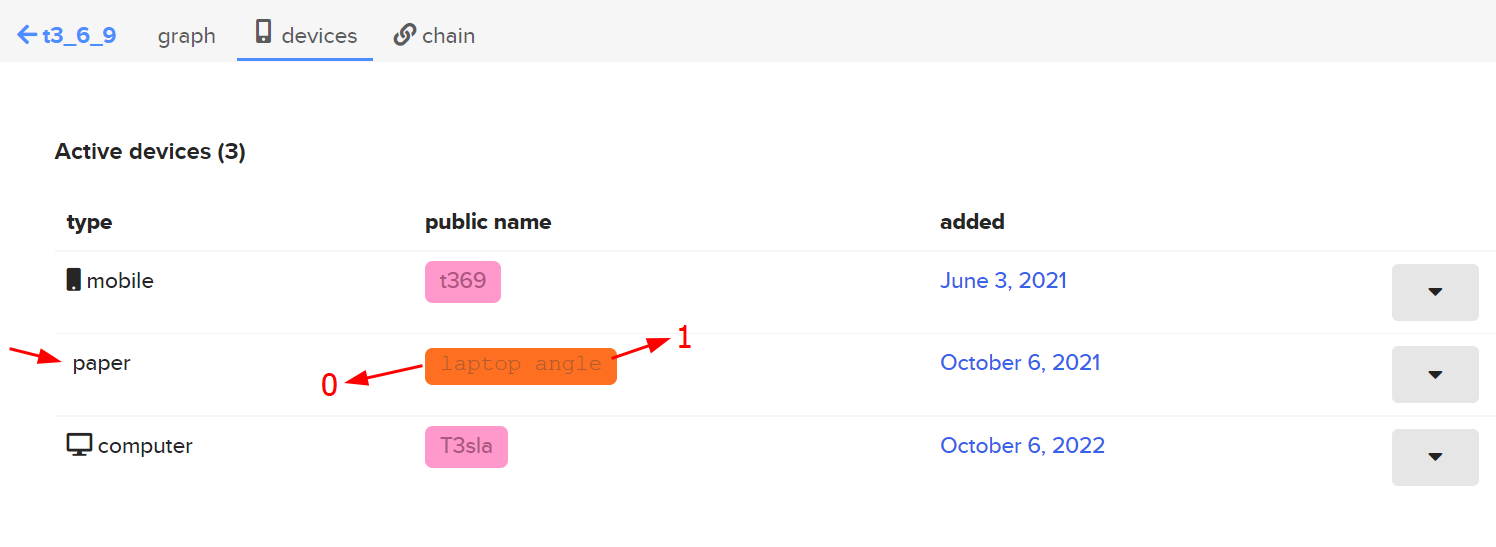 t3_6_9 graph devices chain
Active devices (3)
type public name added
mobile t369 June 3, 2021
paper 0 laptop angle 1 October 6, 2021
computer T3sla October 6, 2022